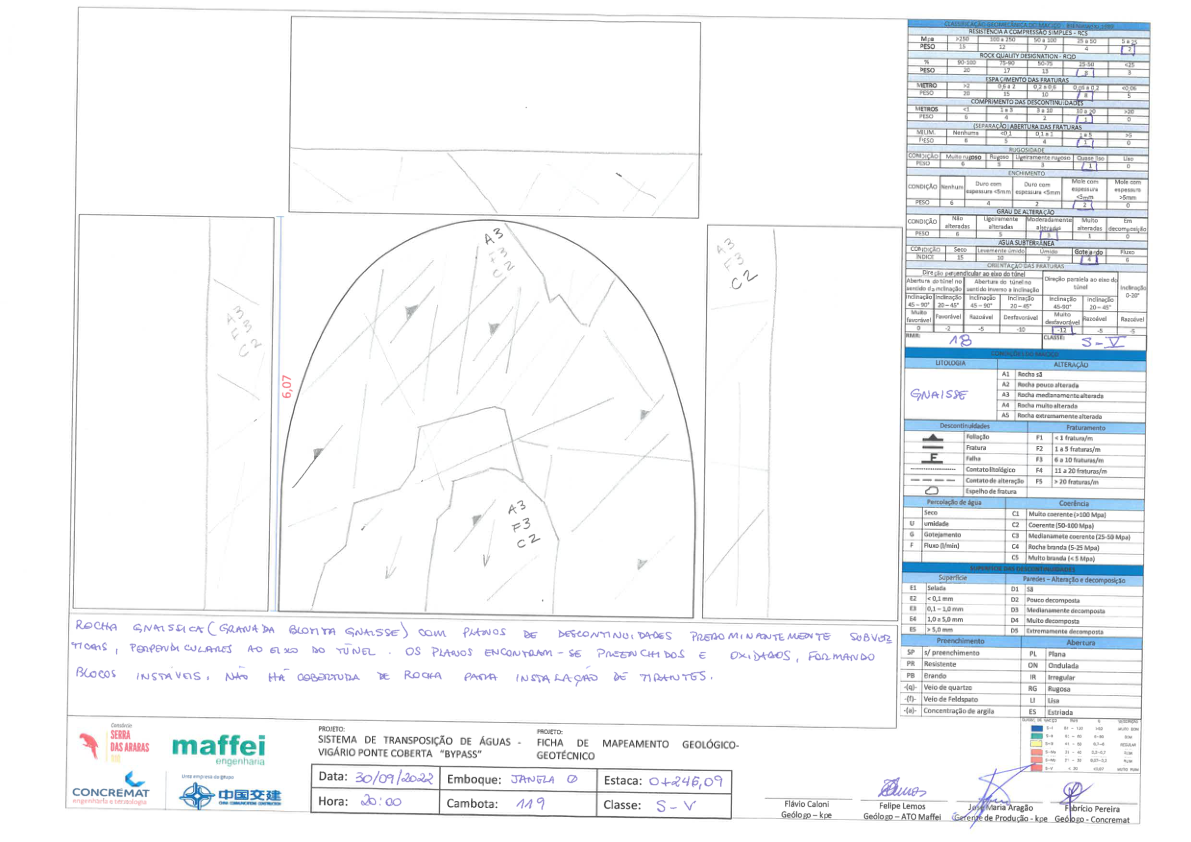 CLASSIFICAÇÃO GEOMECÂNICA DO MACIÇO - BIENIAWSKI, 1989
RESISTÊNCIA A COMPRESSÃO SIMPLES - RCS
Mpa >250 100 a 250 50 a 100 25 a 50 5 a 25
PESO 15 12 7 4 2
ROCK QUALITY DESIGNATION - RQD
% 90-100 75-90 50-75 25-50 <25
PESO 20 17 13 8 3
ESPAÇAMENTO DAS FRATURAS
METRO >2 0,6 a 2 0,2 a 0,6 0,06 a 0,2 <0,06
PESO 20 15 10 8 5
COMPRIMENTO DAS DESCONTINUIDADES
METROS <1 1 a 3 3 a 10 10 a 20 >20
PESO 6 4 2 1 0
(SEPARAÇÃO) ABERTURA DAS FRATURAS
MILIM. Nenhuma <0,1 0,1 a 1 1 a 5 >5
PESO 6 5 4 1 0
RUGOSIDADE
CONDIÇÃO Muito rugoso Rugoso Ligeiramente rugoso Quase liso Liso
PESO 6 5 3 1 0
ENCHIMENTO
CONDIÇÃO Nenhum Duro com espessura <5mm Duro com espessura <5mm Mole com espessura <5mm Mole com espessura >5mm
PESO 6 4 2 2 0
GRAU DE ALTERAÇÃO
CONDIÇÃO Não alteradas Ligeiramente alteradas Moderadamente alteradas Muito alteradas Em decomposição
PESO 6 5 3 1 0
AGUA SUBTERRÂNEA
CONDIÇÃO Seco Levemente úmido Úmido Gotejando Fluxo
ÍNDICE 15 10 7 4
ORIENTAÇÃO DAS FRATURAS
Direção perpendicular ao eixo do túnel
Direção paralela ao eixo do túnel
Inclinação 0-20°
Abertura do túnel no sentido da inclinação
Abertura do túnel no sentido inverso a inclinação
Inclinação 45 – 90° Inclinação 20 – 45° Inclinação 45 – 90° Inclinação 20 – 45° Inclinação 45-90° Inclinação 20 – 45°
Muito favorável Favorável Razoável Desfavorável Muito desfavorável Razoável Razoável
0 -2 -5 -10 -12 -5 -5
RMR: 18 CLASSE: S-V
CONDIÇÕES DO MACIÇO
LITOLOGIA ALTERAÇÃO
GNAISSE
A1 Rocha sã
A2 Rocha pouco alterada
A3 Rocha medianamente alterada
A4 Rocha muito alterada
A5 Rocha extremamente alterada
Descontinuidades Fraturamento
Foliação F1 < 1 fratura/m
Fratura F2 1 a 5 fraturas/m
F Falha F3 6 a 10 fraturas/m
Contato litológico F4 11 a 20 fraturas/m
Contato de alteração F5 > 20 fraturas/m
Espelho de fratura
Percolação de água Coerência
Seco C1 Muito coerente (>100 Mpa)
U umidade C2 Coerente (50-100 Mpa)
G Gotejamento C3 Medianamete coerente (25-50 Mpa)
F Fluxo (l/min) C4 Rocha branda (5-25 Mpa)
C5 Muito branda (< 5 Mpa)
SUPERFÍCIE DAS DESCONTINUIDADES
Superfície Paredes – Alteração e decomposição
E1 Selada D1 Sã
E2 < 0,1 mm D2 Pouco decomposta
E3 0,1 – 1,0 mm D3 Medianamente decomposta
E4 1,0 a 5,0 mm D4 Muito decomposta
E5 > 5,0 mm D5 Extremamente decomposta
Preenchimento Abertura
SP s/ preenchimento PL Plana
PR Resistente ON Ondulada
PB Brando IR Irregular
-(q)- Veio de quartzo RG Rugosa
-(f)- Veio de Feldspato LI Lisa
-(a)- Concentração de argila ES Estriada
A3
F3
C2
A3
F3
C2
A3
F3
C2
A3
F3
C2
6,07
ROCHA GNAISSICA (GRANADA BIOTITA GNAISSE) COM PLANOS DE DESCONTINUIDADES PREDOMINANTEMENTE SUBVER
TICAIS, PERPENDICULARES AO EIXO DO TÚNEL. OS PLANOS ENCONTRAM-SE PREENCHIDOS E OXIDADOS, FORMANDO
BLOCOS INSTÁVEIS. NÃO HÁ COBERTURA DE ROCHA PARA INSTALAÇÃO DE TIRANTES.
Consórcio
SERRA
DAS ARARAS
maffei
engenharia
CONCREMAT
engenharia e tecnologia
Uma empresa do grupo
中国交建
CHINA COMMUNICATIONS CONSTRUCTION
PROJETO:
SISTEMA DE TRANSPOSIÇÃO DE ÁGUAS -
VIGÁRIO PONTE COBERTA "BYPASS"
PROJETO:
FICHA DE MAPEAMENTO GEOLÓGICO-
GEOTÉCNICO
Data: 30/09/2022 Emboque: JANELA 0 Estaca: 0+246,09
Hora: 20:00 Cambota: 119 Classe: S-V
Flávio Caloni
Geólogo – kpe
Felipe Lemos
Geólogo – ATO Maffei
José Maria Aragão
Gerente de Produção - kpe
Fabrício Pereira
Geólogo - Concremat